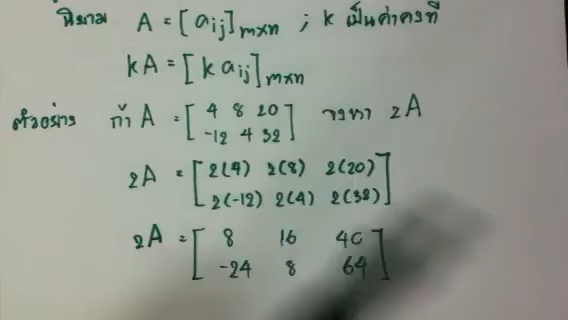 นิยาม A = [aij]m×n ; k เป็นค่าคงที่
kA = [k aij]m×n
ตัวอย่าง ถ้า A = [4 8 20
-12 4 32] จงหา 2A
2A = [2(4) 2(8) 2(20)
2(-12) 2(4) 2(32)]
2A = [8 16 40
-24 8 64]